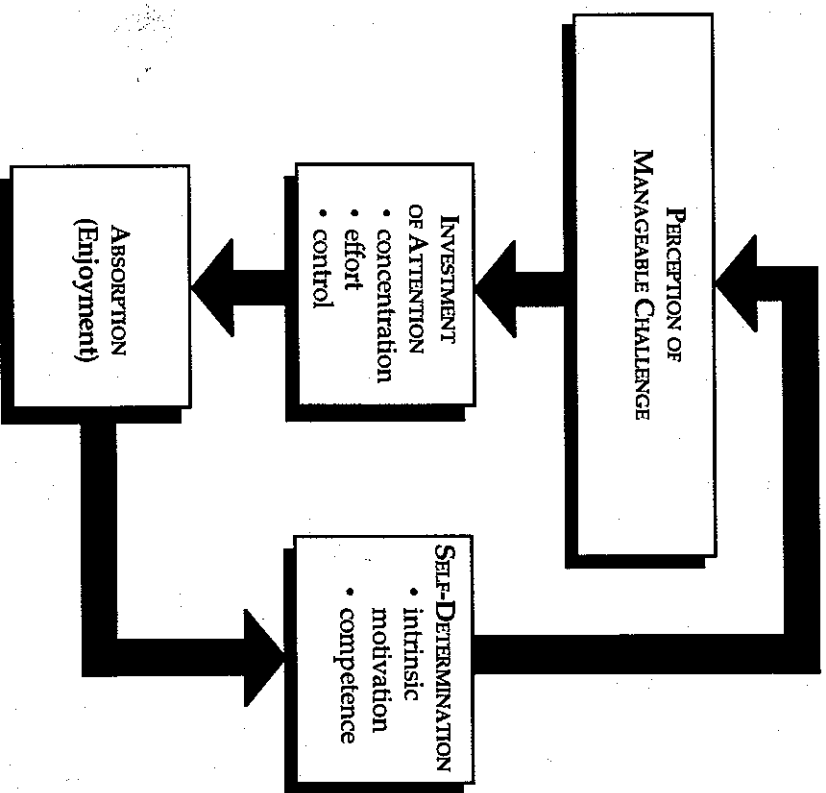 PERCEPTION OF
MANAGEABLE CHALLENGE
INVESTMENT
OF ATTENTION
• concentration
• effort
• control
ABSORPTION
(Enjoyment)
SELF-DETERMINATION
• intrinsic
motivation
• competence